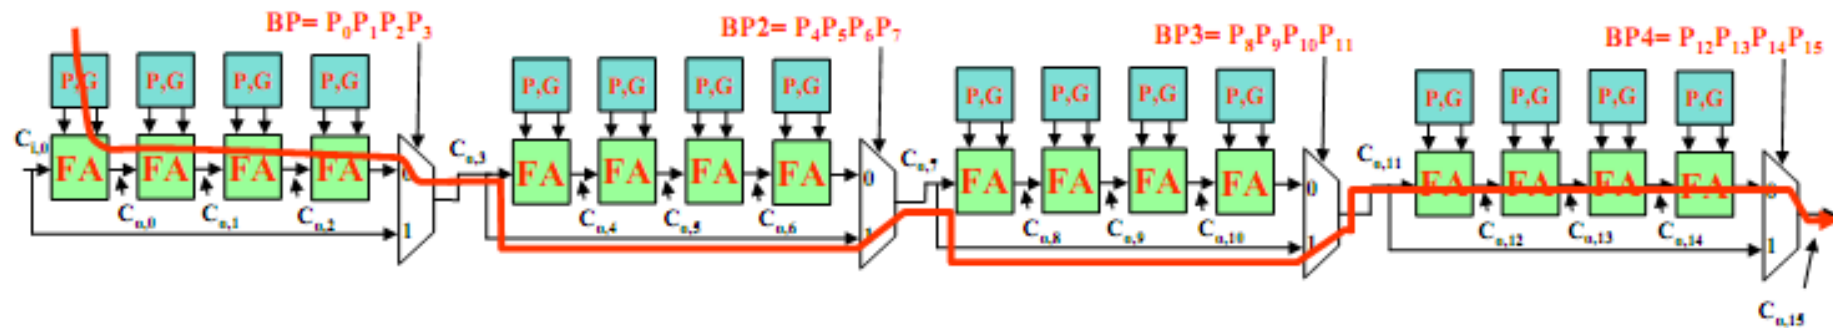 BP= P₀P₁P₂P₃
BP2= P₄P₅P₆P₇
BP3= P₈P₉P₁₀P₁₁
BP4= P₁₂P₁₃P₁₄P₁₅
P,G P,G P,G P,G
P,G P,G P,G P,G
P,G P,G P,G P,G
P,G P,G P,G P,G
Cᵢ,₀
FA FA FA FA
0
1
Cₒ,₀ Cₒ,₁ Cₒ,₂
Cₒ,₃
FA FA FA FA
0
1
Cₒ,₄ Cₒ,₅ Cₒ,₆
Cₒ,₇
FA FA FA FA
0
1
Cₒ,₈ Cₒ,₉ Cₒ,₁₀
Cₒ,₁₁
FA FA FA FA
0
1
Cₒ,₁₂ Cₒ,₁₃ Cₒ,₁₄
Cₒ,₁₅